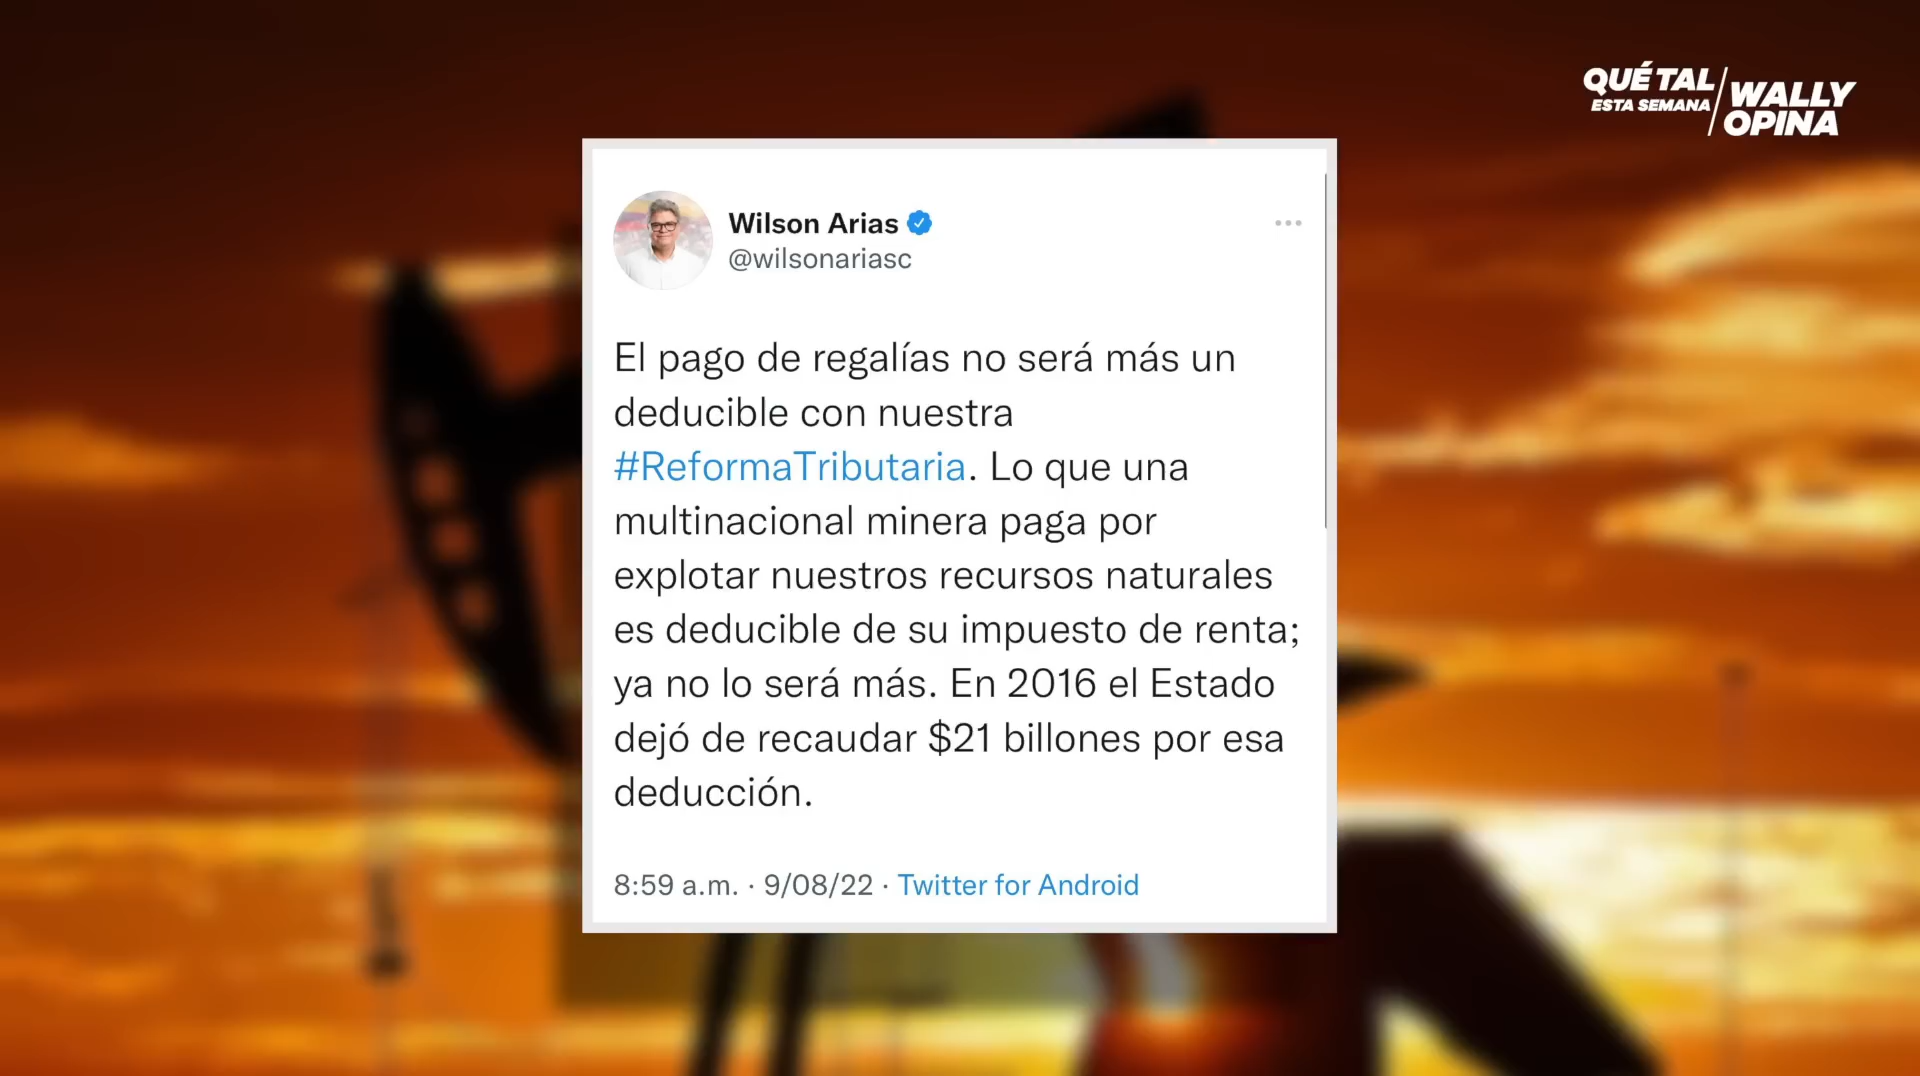 QUÉ TAL
ESTA SEMANA
WALLY
OPINA
Wilson Arias
@wilsonariasc
El pago de regalías no será más un
deducible con nuestra
#ReformaTributaria. Lo que una
multinacional minera paga por
explotar nuestros recursos naturales
es deducible de su impuesto de renta;
ya no lo será más. En 2016 el Estado
dejó de recaudar $21 billones por esa
deducción.
8:59 a.m. · 9/08/22 · Twitter for Android